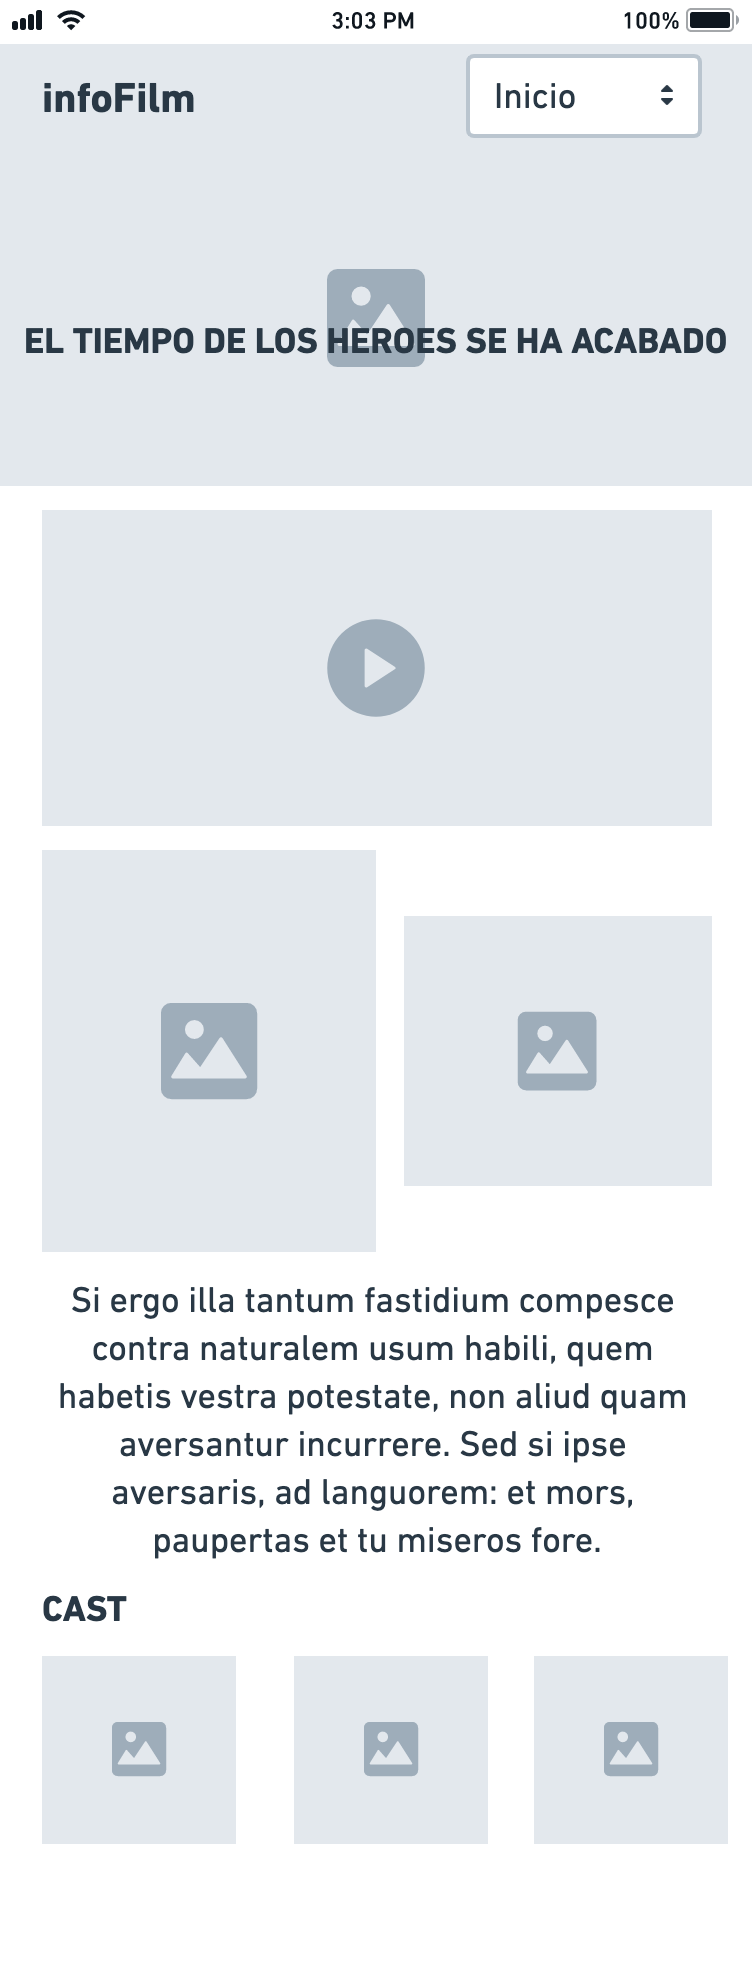 3:03 PM
100%
infoFilm
Inicio
EL TIEMPO DE LOS HEROES SE HA ACABADO
Si ergo illa tantum fastidium compesce
contra naturalem usum habili, quem
habetis vestra potestate, non aliud quam
aversantur incurrere. Sed si ipse
aversaris, ad languorem: et mors,
paupertas et tu miseros fore.
CAST